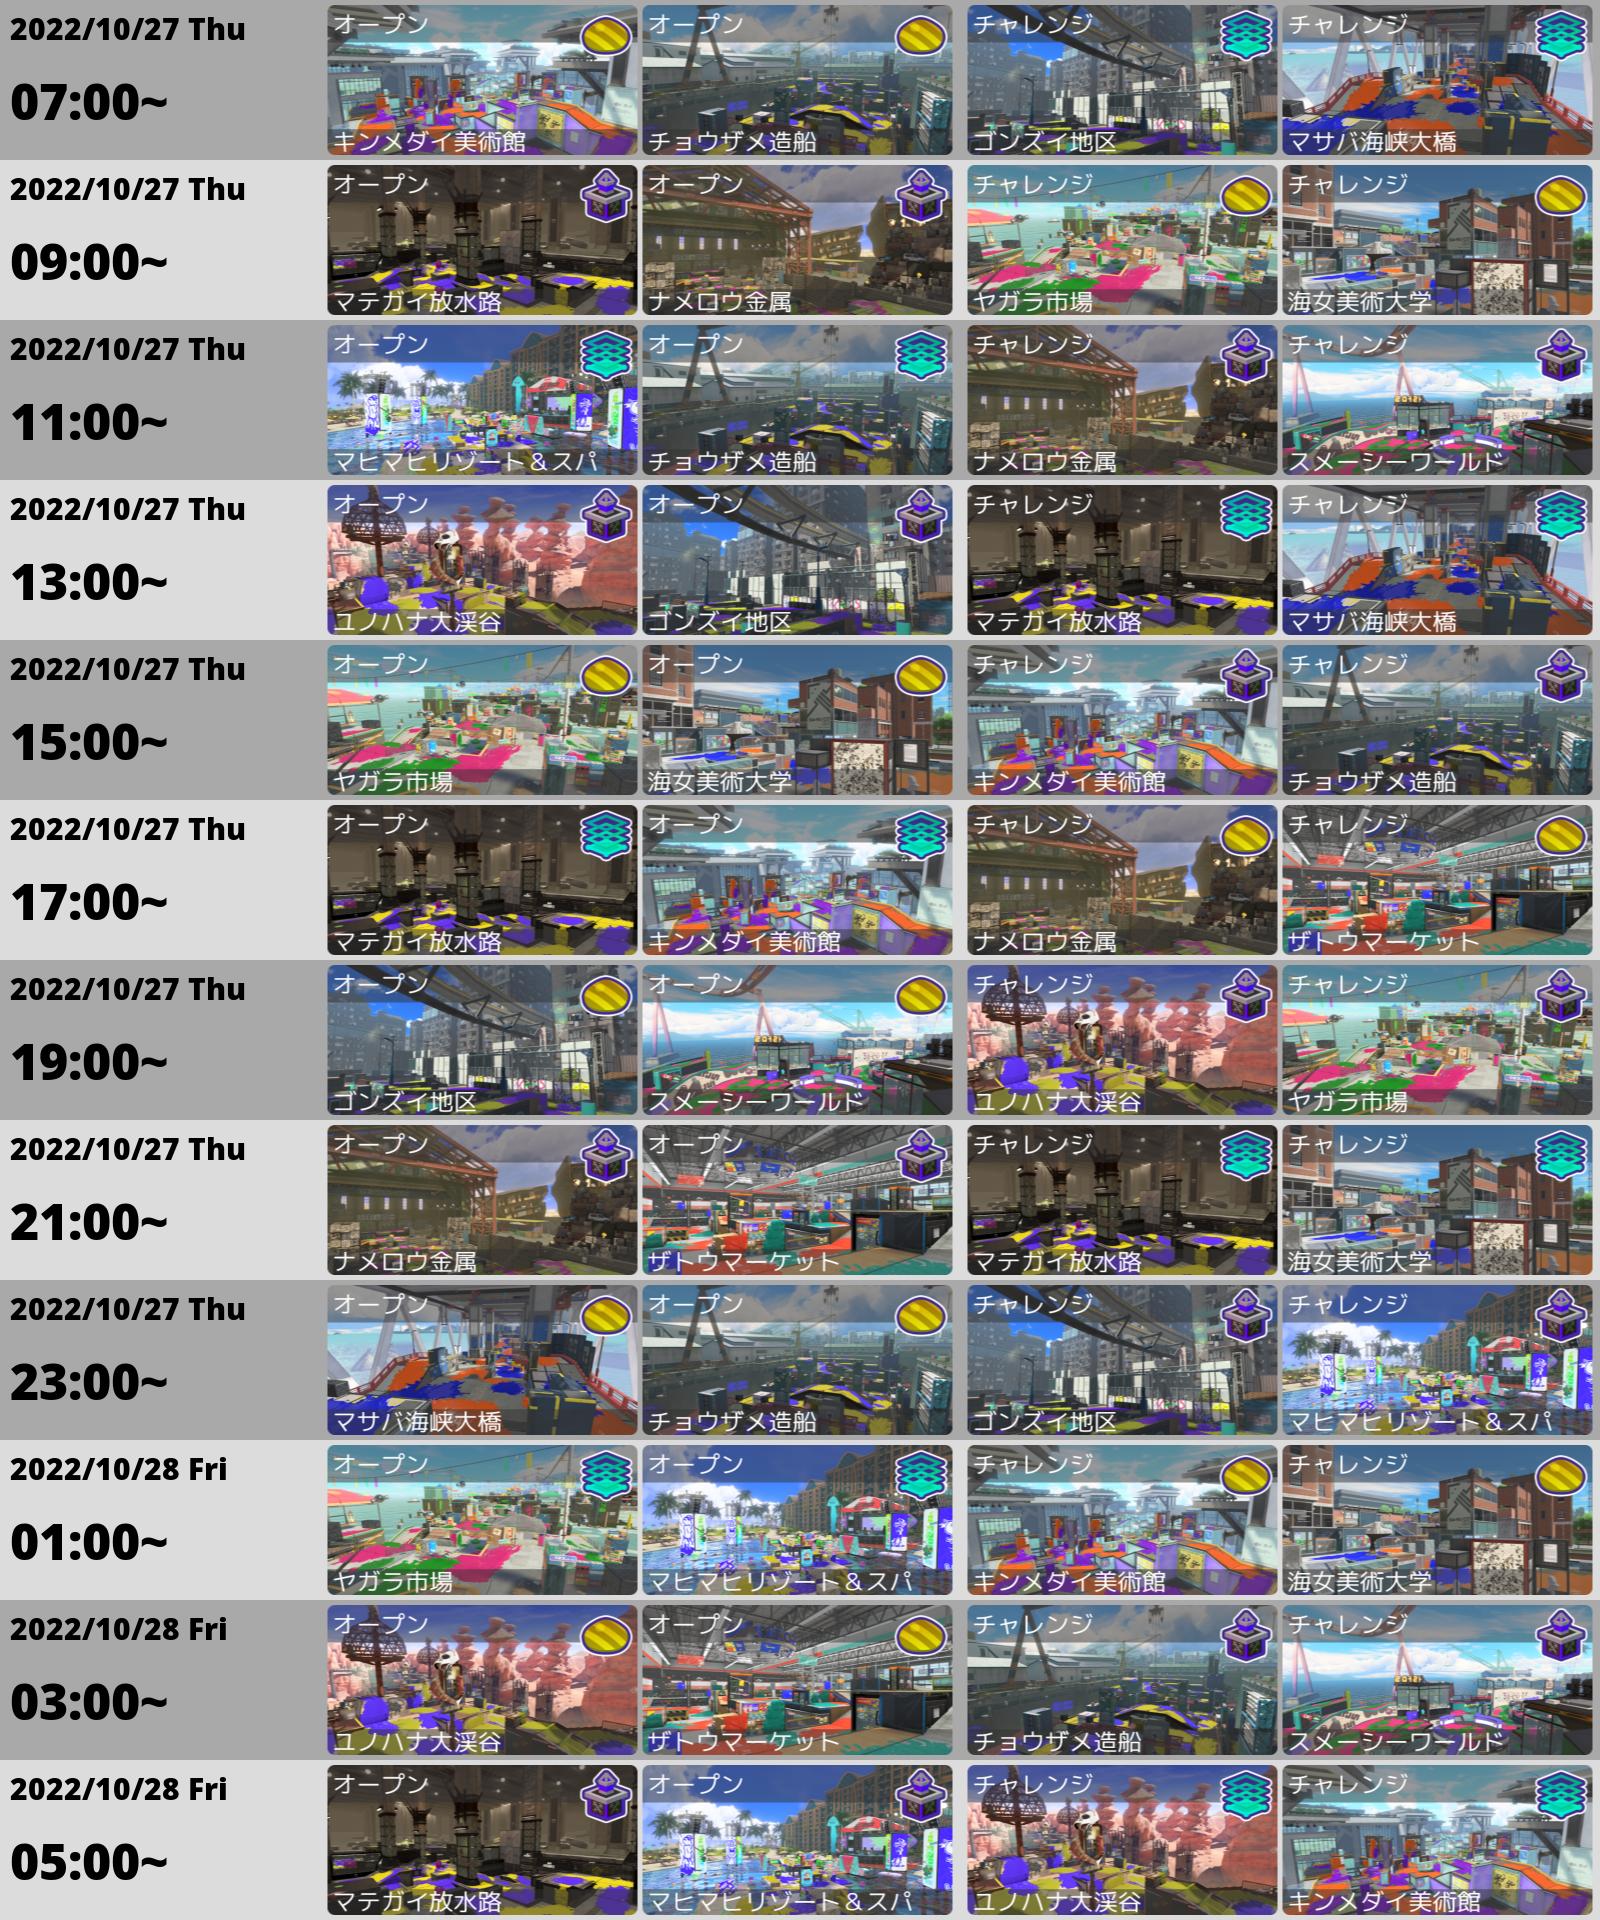 2022/10/27 Thu
07:00~
オープン
キンメダイ美術館
オープン
チョウザメ造船
チャレンジ
ゴンズイ地区
チャレンジ
マサバ海峡大橋
2022/10/27 Thu
09:00~
オープン
マテガイ放水路
オープン
ナメロウ金属
チャレンジ
ヤガラ市場
チャレンジ
海女美術大学
2022/10/27 Thu
11:00~
オープン
マヒマヒリゾート&スパ
オープン
チョウザメ造船
チャレンジ
ナメロウ金属
チャレンジ
スメーシーワールド
2022/10/27 Thu
13:00~
オープン
ユノハナ大渓谷
オープン
ゴンズイ地区
チャレンジ
マテガイ放水路
チャレンジ
マサバ海峡大橋
2022/10/27 Thu
15:00~
オープン
ヤガラ市場
オープン
海女美術大学
チャレンジ
キンメダイ美術館
チャレンジ
チョウザメ造船
2022/10/27 Thu
17:00~
オープン
マテガイ放水路
オープン
キンメダイ美術館
チャレンジ
ナメロウ金属
チャレンジ
ザトウマーケット
2022/10/27 Thu
19:00~
オープン
ゴンズイ地区
オープン
スメーシーワールド
チャレンジ
ユノハナ大渓谷
チャレンジ
ヤガラ市場
2022/10/27 Thu
21:00~
オープン
ナメロウ金属
オープン
ザトウマーケット
チャレンジ
マテガイ放水路
チャレンジ
海女美術大学
2022/10/27 Thu
23:00~
オープン
マサバ海峡大橋
オープン
チョウザメ造船
チャレンジ
ゴンズイ地区
チャレンジ
マヒマヒリゾート&スパ
2022/10/28 Fri
01:00~
オープン
ヤガラ市場
オープン
マヒマヒリゾート&スパ
チャレンジ
キンメダイ美術館
チャレンジ
海女美術大学
2022/10/28 Fri
03:00~
オープン
ユノハナ大渓谷
オープン
ザトウマーケット
チャレンジ
チョウザメ造船
チャレンジ
スメーシーワールド
2022/10/28 Fri
05:00~
オープン
マテガイ放水路
オープン
マヒマヒリゾート&スパ
チャレンジ
ユノハナ大渓谷
チャレンジ
キンメダイ美術館